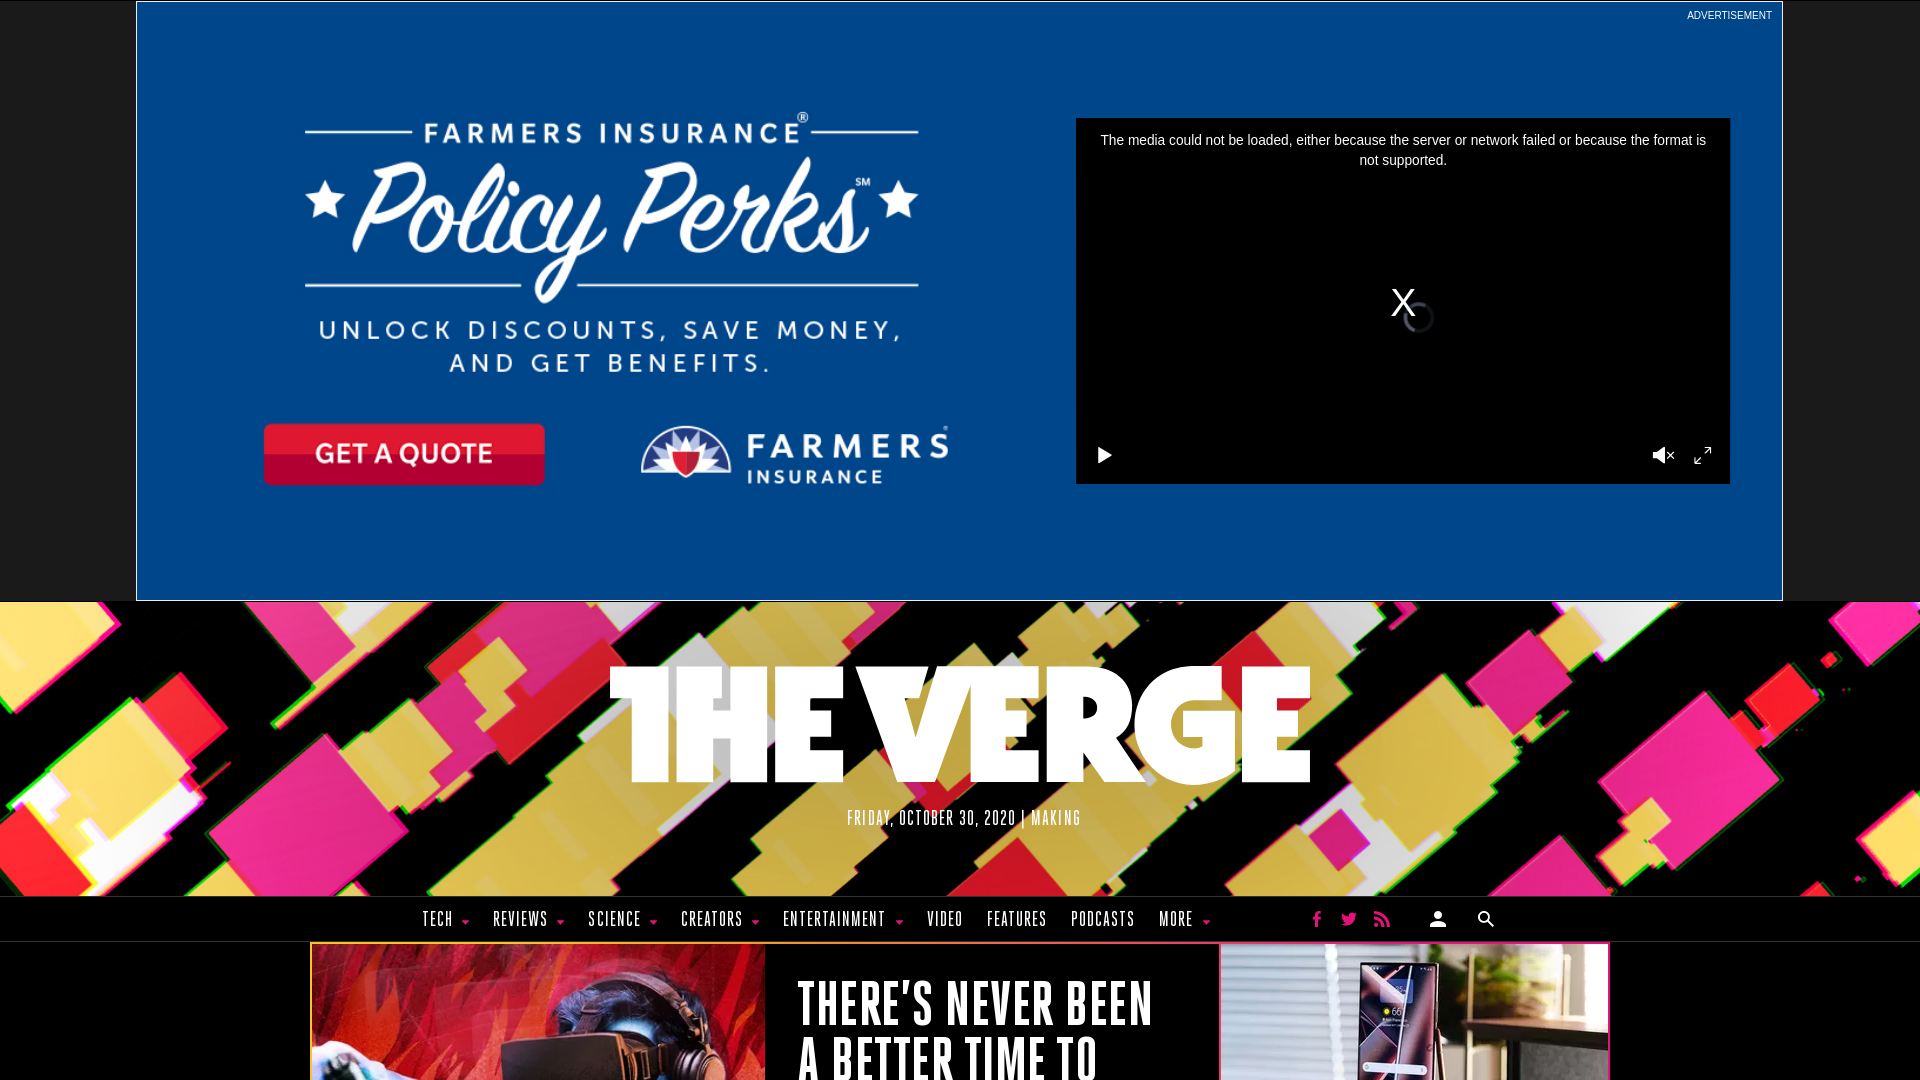 ADVERTISEMENT
FARMERS INSURANCE®
Policy Perks℠
UNLOCK DISCOUNTS, SAVE MONEY,
AND GET BENEFITS.
GET A QUOTE
FARMERS®
INSURANCE
The media could not be loaded, either because the server or network failed or because the format is
not supported.
X
THE VERGE
FRIDAY, OCTOBER 30, 2020 | MAKING
TECH REVIEWS SCIENCE CREATORS ENTERTAINMENT VIDEO FEATURES PODCASTS MORE
THERE'S NEVER BEEN
A BETTER TIME TO